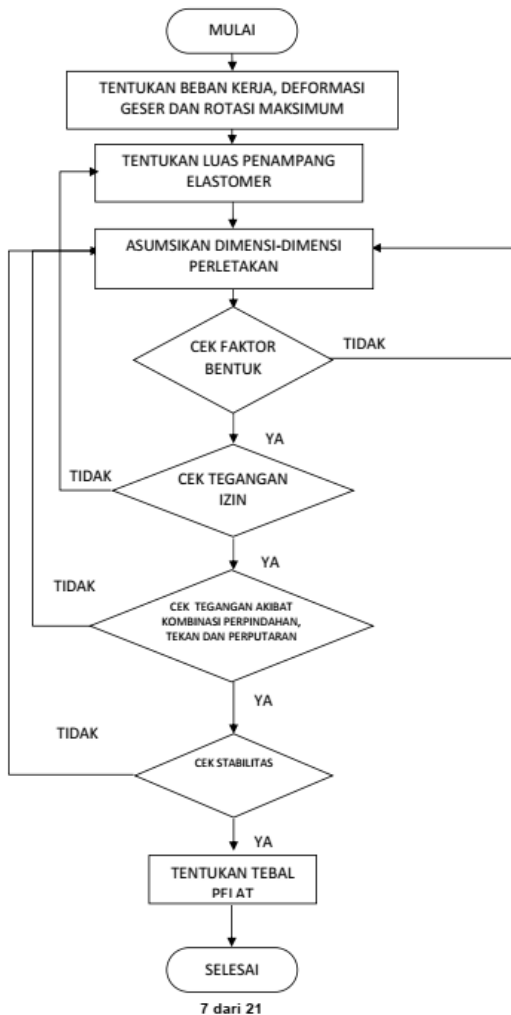 MULAI
TENTUKAN BEBAN KERJA, DEFORMASI
GESER DAN ROTASI MAKSIMUM
TENTUKAN LUAS PENAMPANG
ELASTOMER
ASUMSIKAN DIMENSI-DIMENSI
PERLETAKAN
CEK FAKTOR
BENTUK
TIDAK
YA
CEK TEGANGAN
IZIN
TIDAK
YA
TIDAK
CEK TEGANGAN AKIBAT
KOMBINASI PERPINDAHAN,
TEKAN DAN PERPUTARAN
YA
TIDAK
CEK STABILITAS
YA
TENTUKAN TEBAL
PELAT
SELESAI
7 dari 21